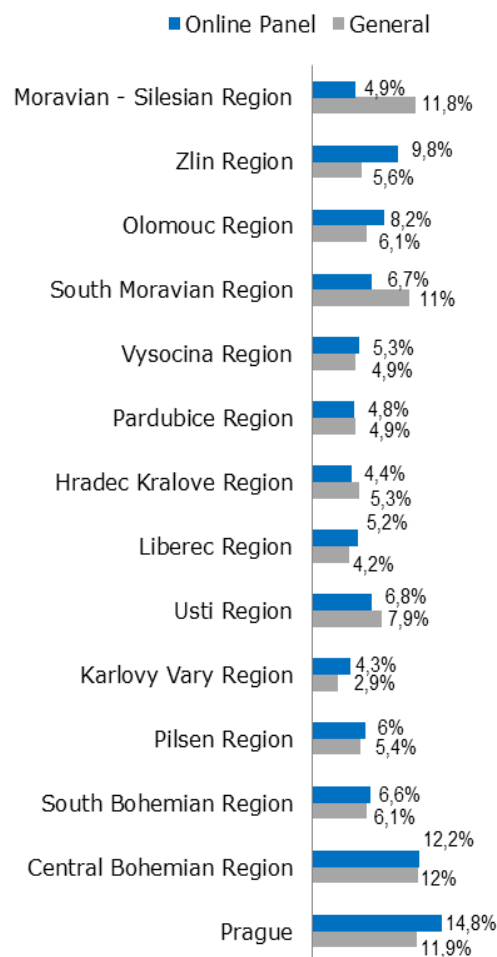 Online Panel General
Moravian - Silesian Region
4,9%
11,8%
Zlin Region
9,8%
5,6%
Olomouc Region
8,2%
6,1%
South Moravian Region
6,7%
11%
Vysocina Region
5,3%
4,9%
Pardubice Region
4,8%
4,9%
Hradec Kralove Region
4,4%
5,3%
Liberec Region
5,2%
4,2%
Usti Region
6,8%
7,9%
Karlovy Vary Region
4,3%
2,9%
Pilsen Region
6%
5,4%
South Bohemian Region
6,6%
6,1%
Central Bohemian Region
12,2%
12%
Prague
14,8%
11,9%